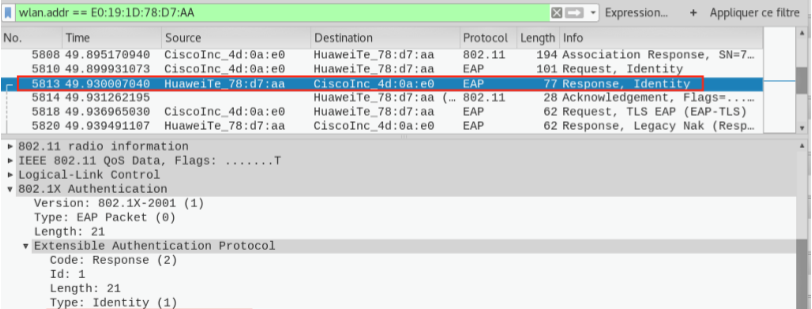 wlan.addr == E0:19:1D:78:D7:AA Expression... + Appliquer ce filtre
No. Time Source Destination Protocol Length Info
5808 49.895170940 CiscoInc_4d:0a:e0 HuaweiTe_78:d7:aa 802.11 194 Association Response, SN=7…
5810 49.899931073 CiscoInc_4d:0a:e0 HuaweiTe_78:d7:aa EAP 101 Request, Identity
5813 49.930007040 HuaweiTe_78:d7:aa CiscoInc_4d:0a:e0 EAP 77 Response, Identity
5814 49.931262195 HuaweiTe_78:d7:aa (… 802.11 28 Acknowledgement, Flags=...…
5818 49.936965030 CiscoInc_4d:0a:e0 HuaweiTe_78:d7:aa EAP 62 Request, TLS EAP (EAP-TLS)
5820 49.939491107 HuaweiTe_78:d7:aa CiscoInc_4d:0a:e0 EAP 62 Response, Legacy Nak (Resp…
802.11 radio information
IEEE 802.11 QoS Data, Flags: .......T
Logical-Link Control
802.1X Authentication
Version: 802.1X-2001 (1)
Type: EAP Packet (0)
Length: 21
Extensible Authentication Protocol
Code: Response (2)
Id: 1
Length: 21
Type: Identity (1)